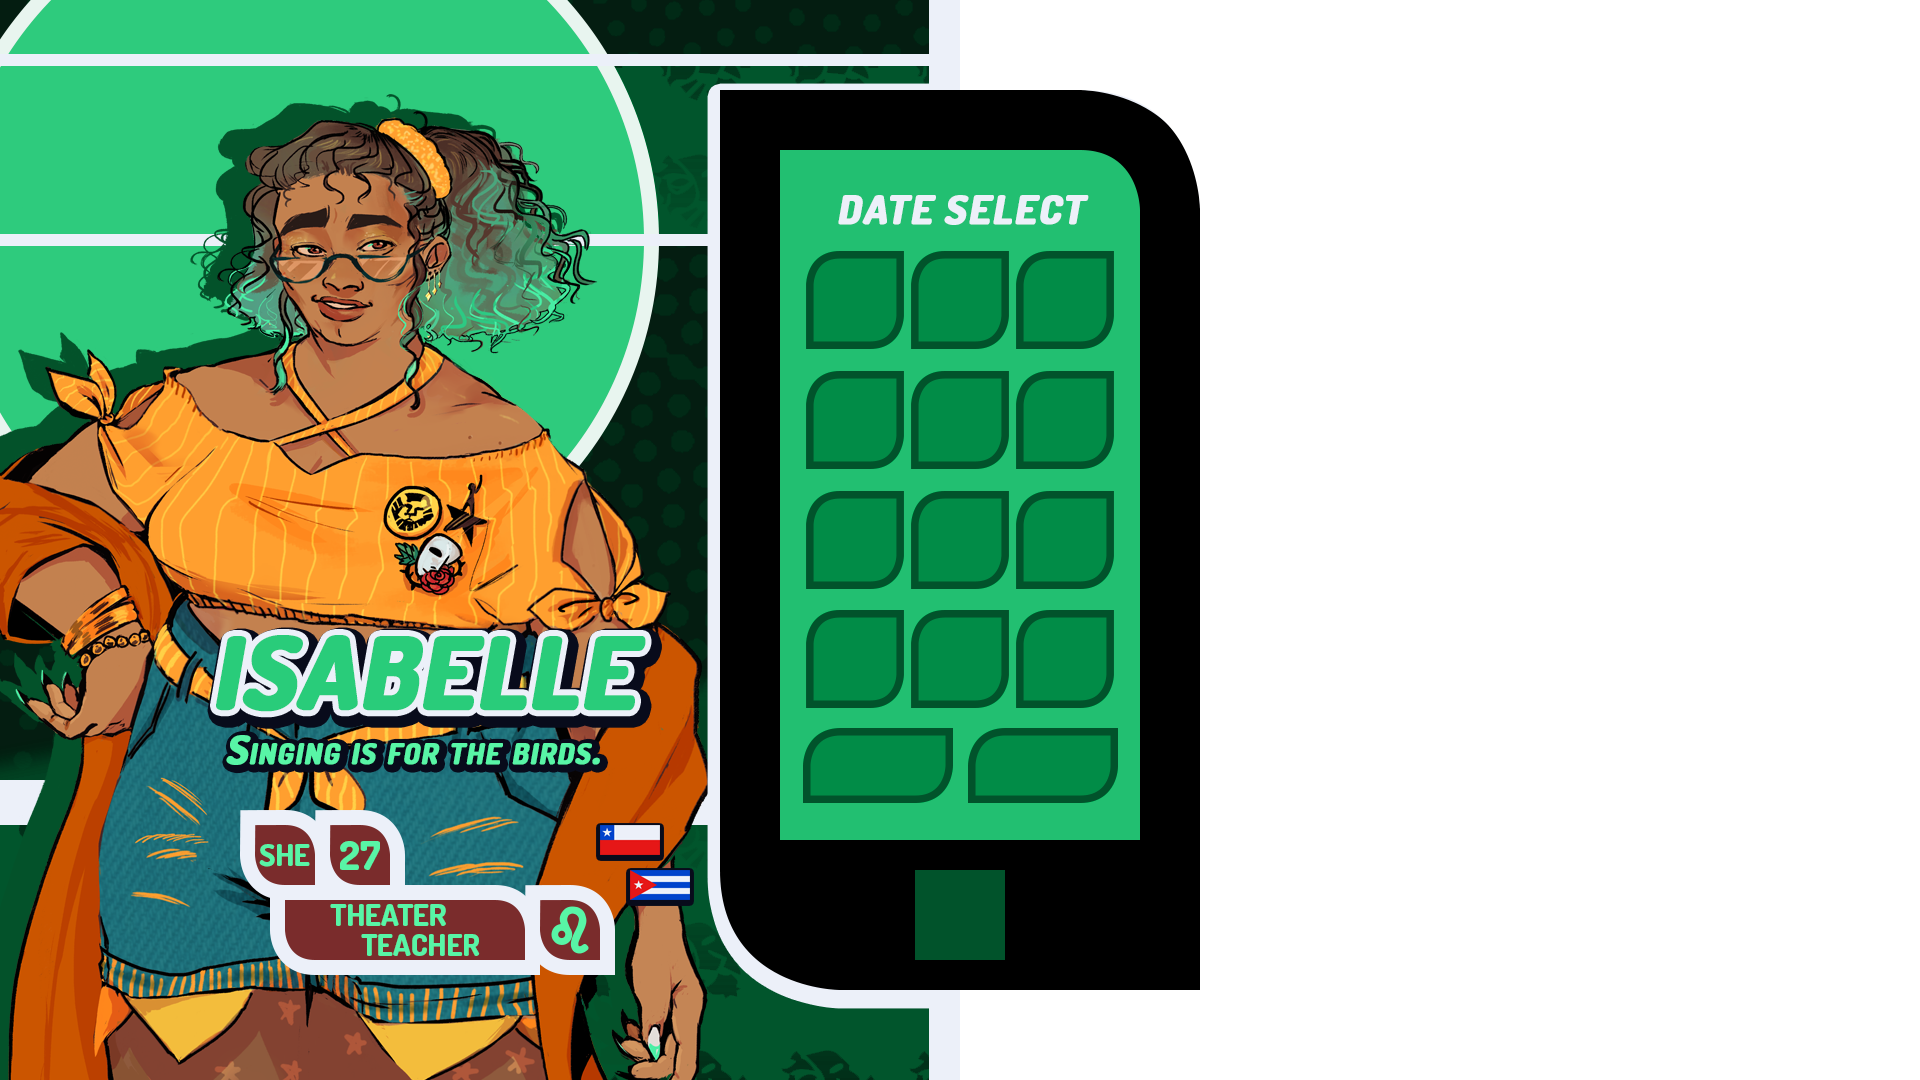 DATE SELECT
ISABELLE
SINGING IS FOR THE BIRDS.
SHE
27
THEATER
TEACHER
♌